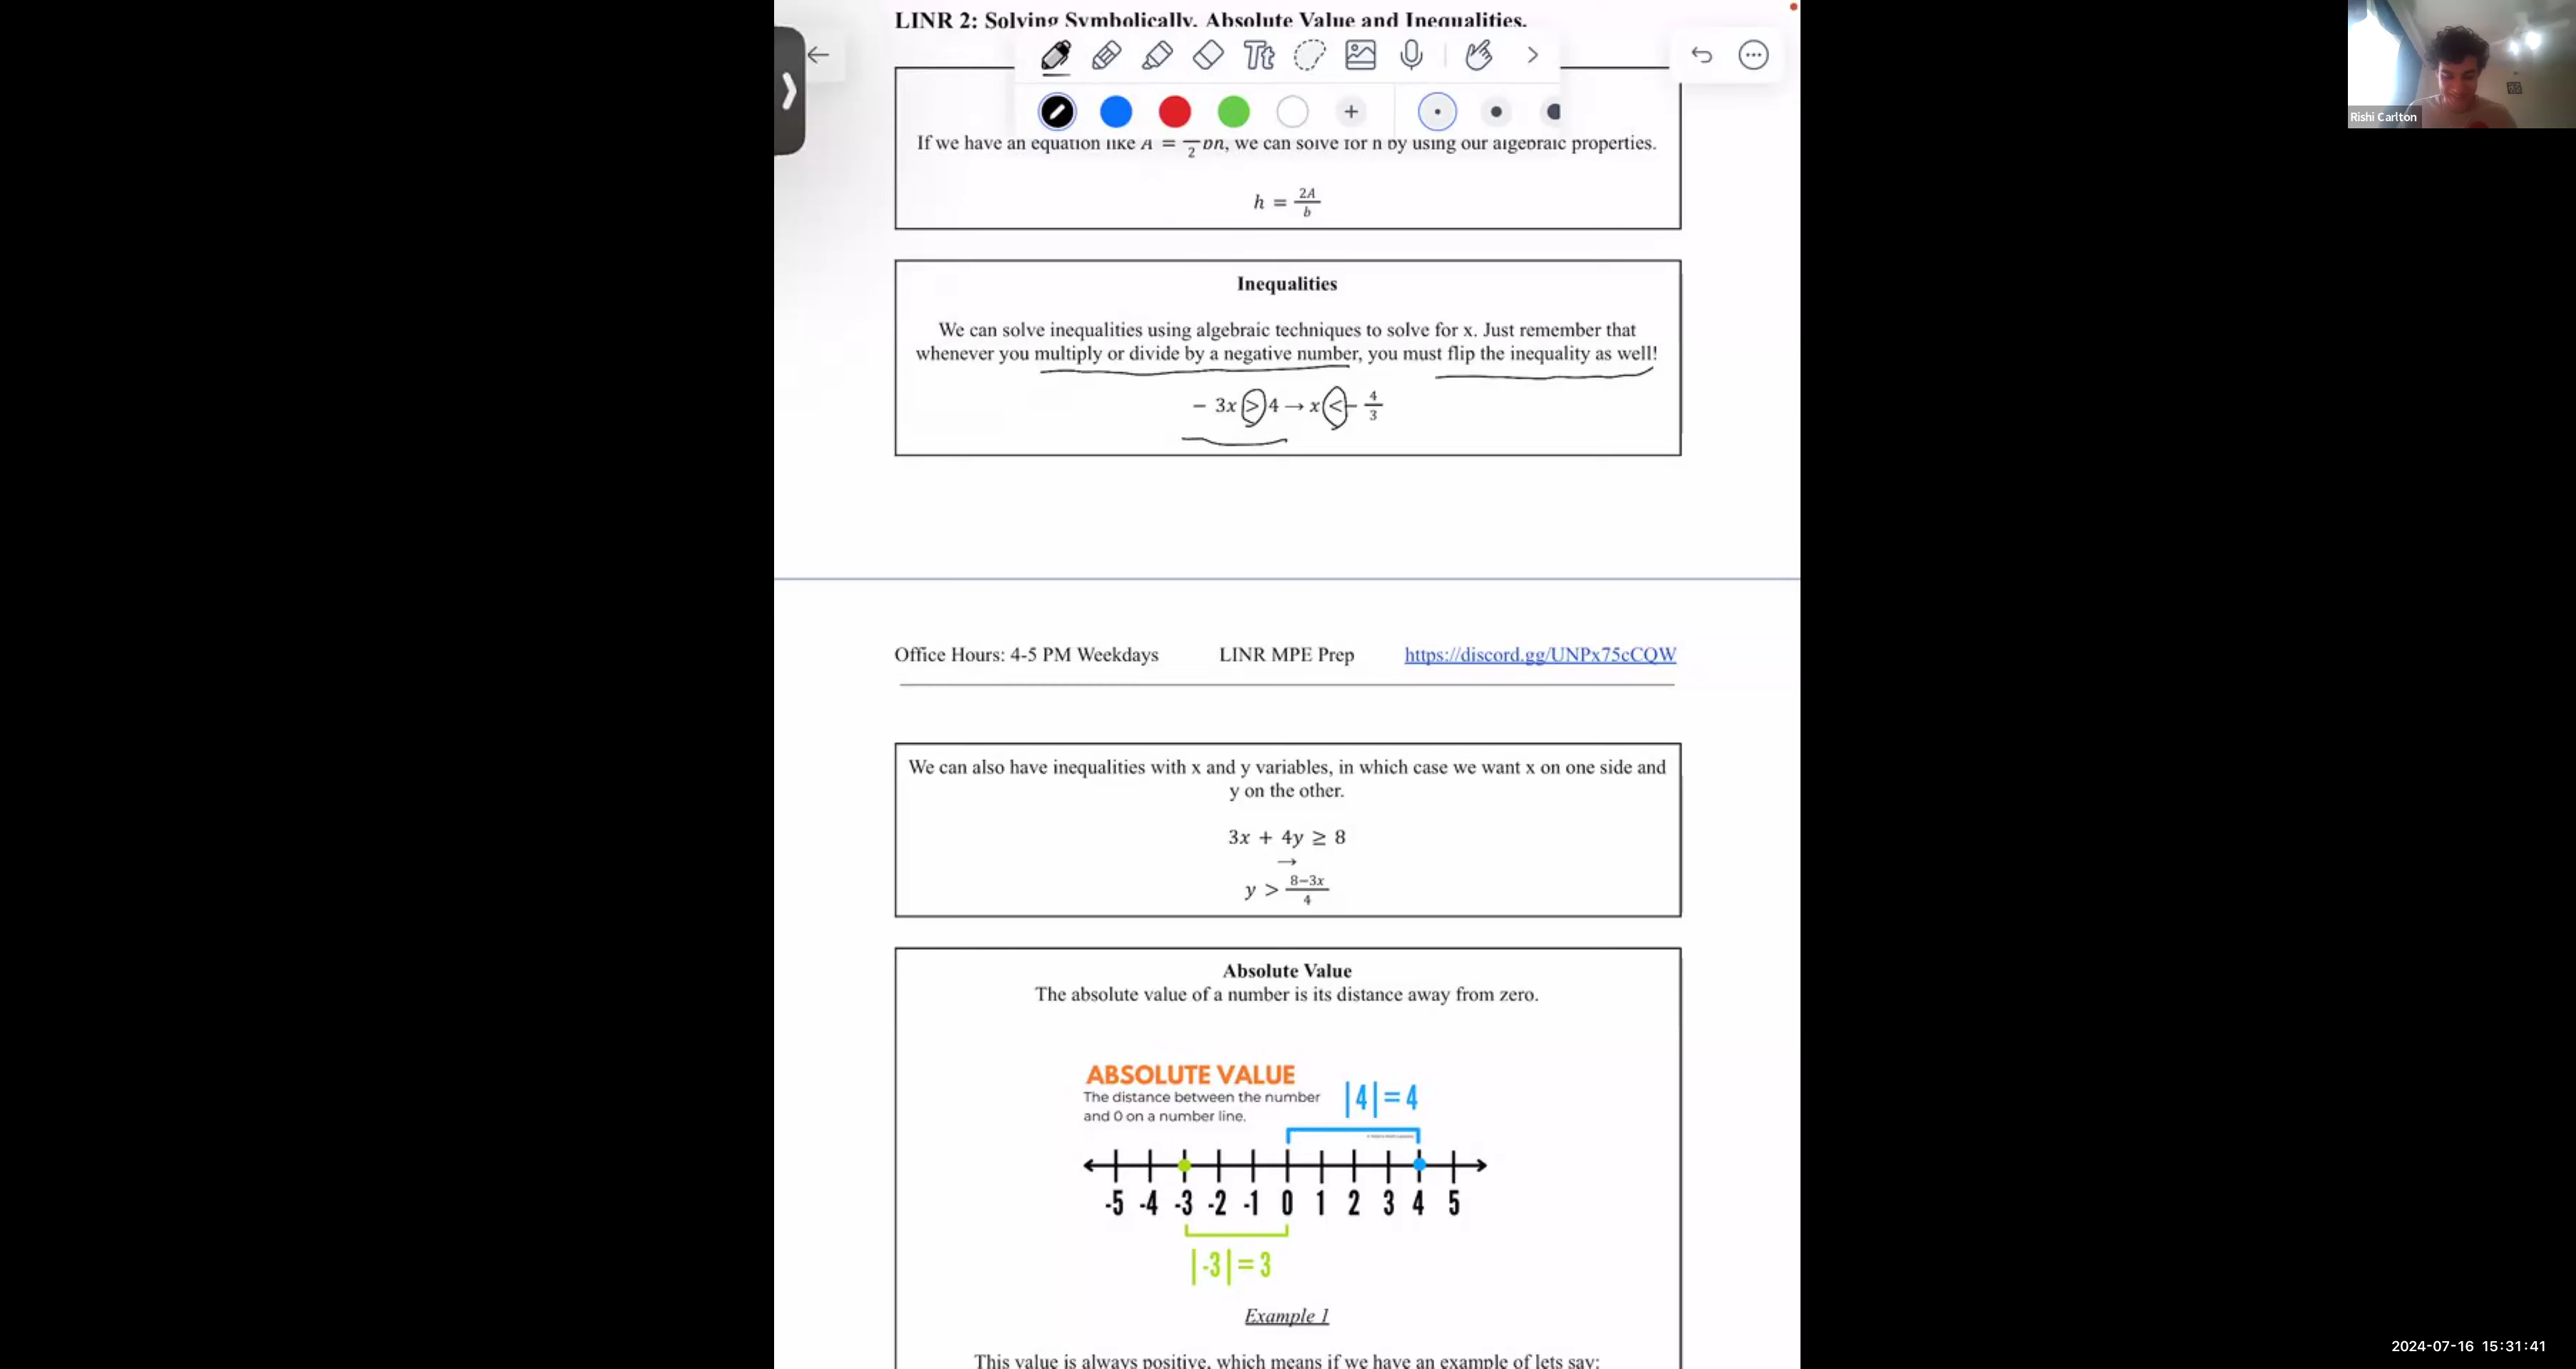 LINR 2: Solving Symbolically, Absolute Value and Inequalities.
Tt
If we have an equation like A = — 2 bh, we can solve for h by using our algebraic properties.
h = 2A/b
Inequalities
We can solve inequalities using algebraic techniques to solve for x. Just remember that
whenever you multiply or divide by a negative number, you must flip the inequality as well!
− 3x > 4 → x < − 4/3
Office Hours: 4-5 PM Weekdays LINR MPE Prep https://discord.gg/UNPx75cCQW
We can also have inequalities with x and y variables, in which case we want x on one side and
y on the other.
3x + 4y ≥ 8
→
y > 8−3x/4
Absolute Value
The absolute value of a number is its distance away from zero.
ABSOLUTE VALUE
The distance between the number
and 0 on a number line.
|4| = 4
-5 -4 -3 -2 -1 0 1 2 3 4 5
|-3| = 3
Example 1
This value is always positive, which means if we have an example of lets say:
Rishi Carlton
2024-07-16 15:31:41